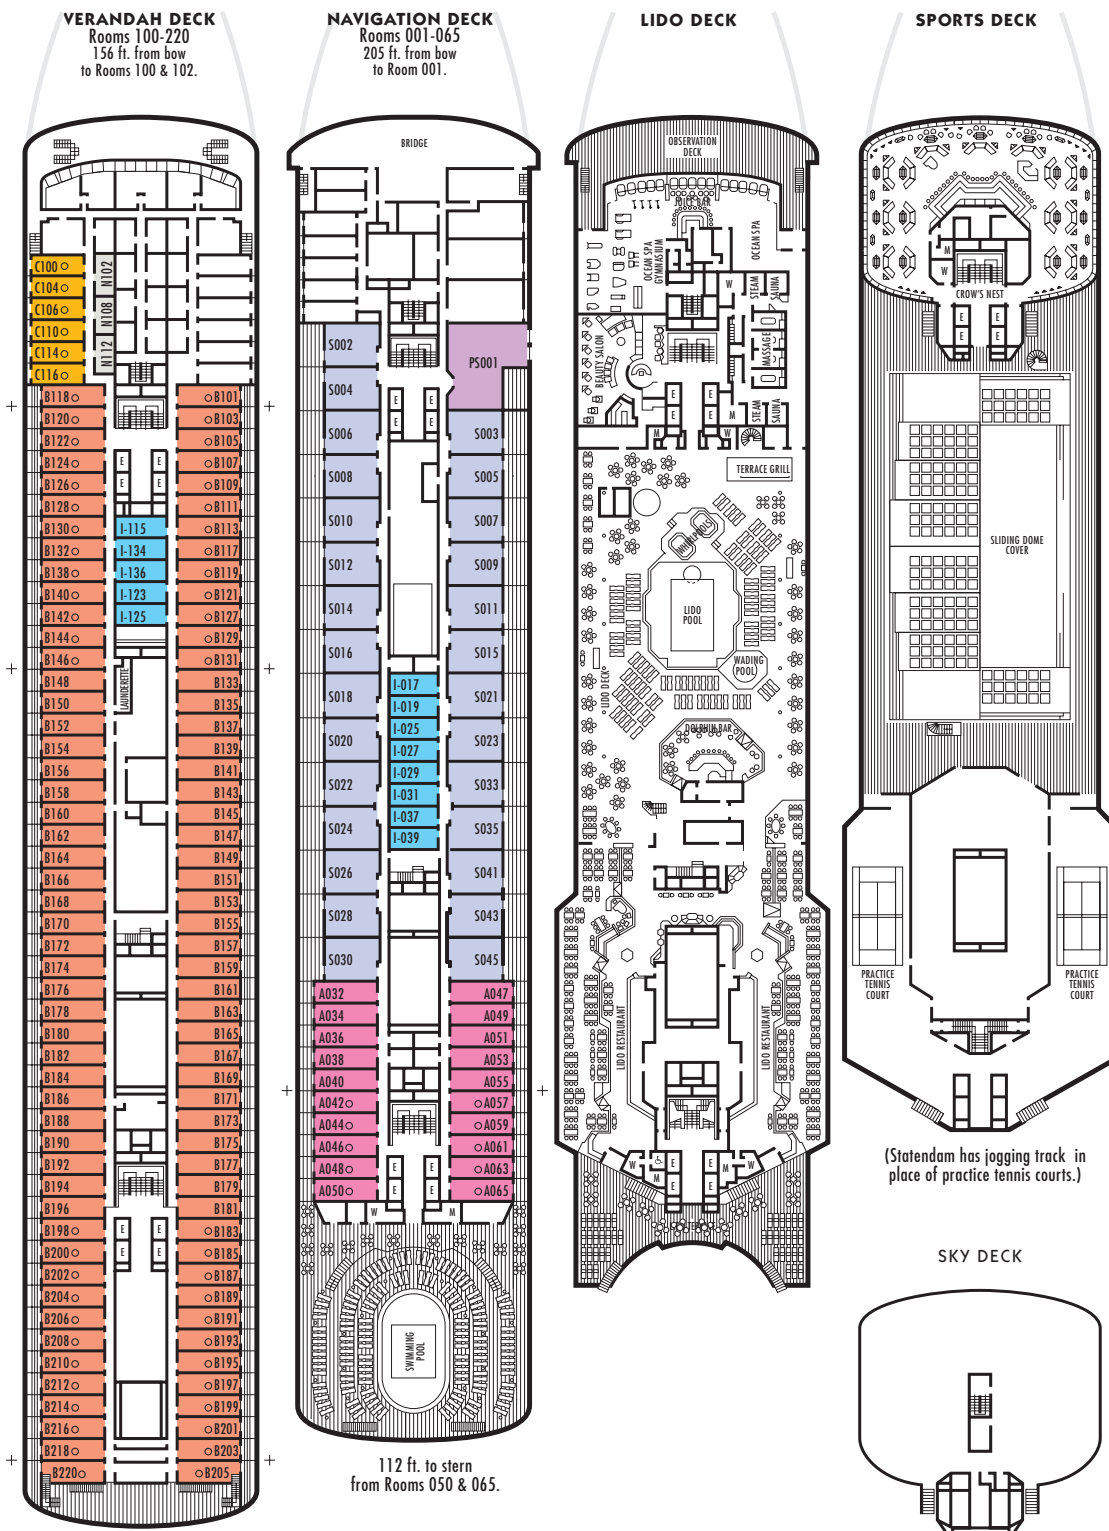 VERANDAH DECK
Rooms 100-220
156 ft. from bow
to Rooms 100 & 102.
C100
C104
C106
C110
C114
C116
N102
N108
N112
B118
B120
B122
B124
B126
B128
B130
B132
B138
B140
B142
B144
B146
B148
B150
B152
B154
B156
B158
B160
B162
B164
B166
B168
B170
B172
B174
B176
B178
B180
B182
B184
B186
B188
B190
B192
B194
B196
B198
B200
B202
B204
B206
B208
B210
B212
B214
B216
B218
B220
E
E
E
E
I-115
I-134
I-136
I-123
I-125
LAUNDERETTE
E
E
E
E
B101
B103
B105
B107
B109
B111
B113
B117
B119
B121
B127
B129
B131
B133
B135
B137
B139
B141
B143
B145
B147
B149
B151
B153
B155
B157
B159
B161
B163
B165
B167
B169
B171
B173
B175
B177
B179
B181
B183
B185
B187
B189
B191
B193
B195
B197
B199
B201
B203
B205
NAVIGATION DECK
Rooms 001-065
205 ft. from bow
to Room 001.
BRIDGE
S002
S004
S006
S008
S010
S012
S014
S016
S018
S020
S022
S024
S026
S028
S030
A032
A034
A036
A038
A040
A042
A044
A046
A048
A050
E
E
E
E
I-017
I-019
I-025
I-027
I-029
I-031
I-037
I-039
E
E
E
E
PS001
S003
S005
S007
S009
S011
S015
S021
S023
S033
S035
S041
S043
S045
A047
A049
A051
A053
A055
A057
A059
A061
A063
A065
W
M
SWIMMING
POOL
112 ft. to stern
from Rooms 050 & 065.
LIDO DECK
OBSERVATION
DECK
JUICE BAR
OCEAN SPA
GYMNASIUM
OCEAN SPA
W
STEAM
SAUNA
BEAUTY SALON
MASSAGE
E
E
E
E
M
STEAM
SAUNA
M
W
TERRACE GRILL
WHIRLPOOLS
LIDO
POOL
WADING
POOL
LIDO DECK
DOLPHIN BAR
LIDO RESTAURANT
LIDO RESTAURANT
W
M
E
E
E
E
M
W
SPORTS DECK
M
W
CROW'S NEST
E
E
E
E
SLIDING DOME
COVER
PRACTICE
TENNIS
COURT
PRACTICE
TENNIS
COURT
E
E
E
E
(Statendam has jogging track in
place of practice tennis courts.)
SKY DECK